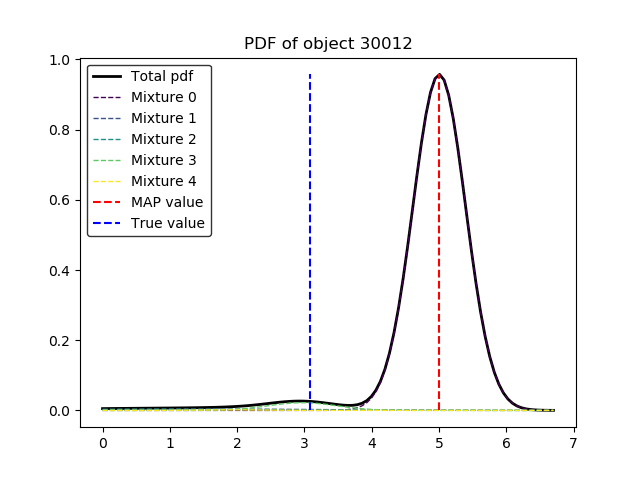 PDF of object 30012
1.0
0.8
0.6
0.4
0.2
0.0
Total pdf
Mixture 0
Mixture 1
Mixture 2
Mixture 3
Mixture 4
MAP value
True value
0 1 2 3 4 5 6 7